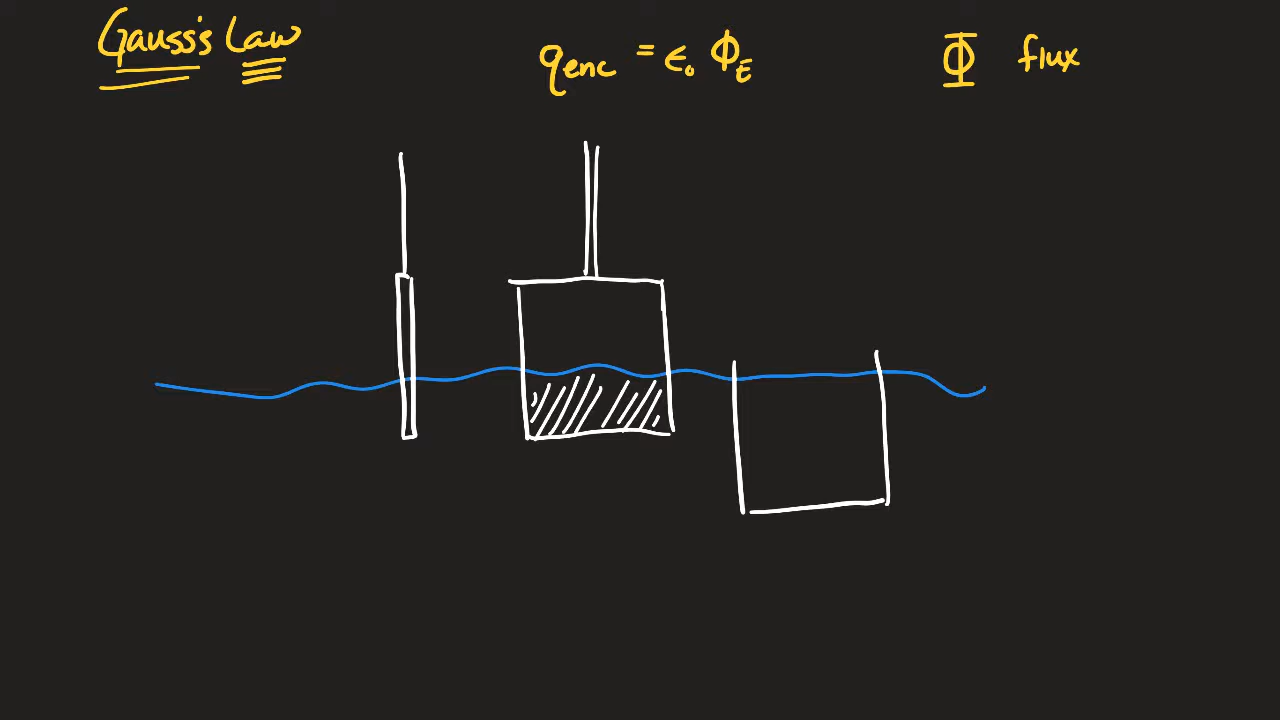 Gauss's Law
qenc = ε₀ Φ_E
Φ flux